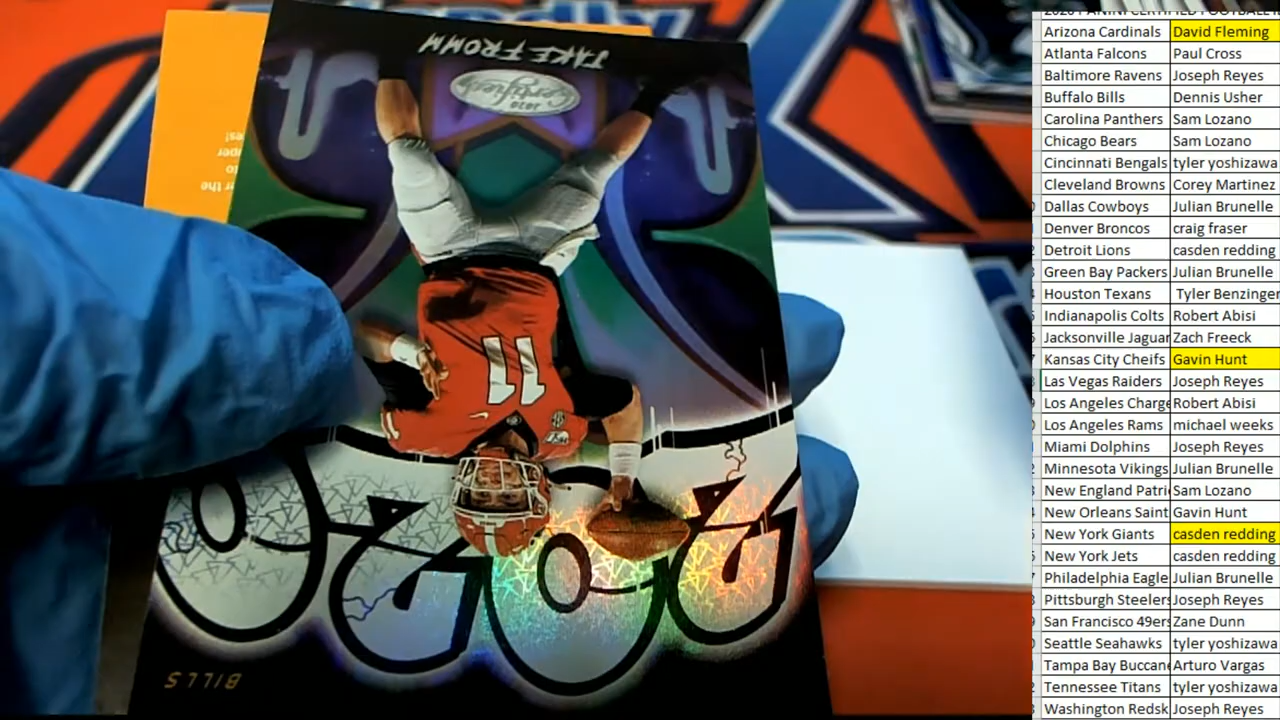 JAKE FROMM
2020
Certified
11
2020
BILLS
Arizona Cardinals David Fleming
Atlanta Falcons Paul Cross
Baltimore Ravens Joseph Reyes
Buffalo Bills Dennis Usher
Carolina Panthers Sam Lozano
Chicago Bears Sam Lozano
Cincinnati Bengals tyler yoshizawa
Cleveland Browns Corey Martinez
Dallas Cowboys Julian Brunelle
Denver Broncos craig fraser
Detroit Lions casden redding
Green Bay Packers Julian Brunelle
Houston Texans Tyler Benzinger
Indianapolis Colts Robert Abisi
Jacksonville Jaguar Zach Freeck
Kansas City Cheifs Gavin Hunt
Las Vegas Raiders Joseph Reyes
Los Angeles Charge Robert Abisi
Los Angeles Rams michael weeks
Miami Dolphins Joseph Reyes
Minnesota Vikings Julian Brunelle
New England Patri Sam Lozano
New Orleans Saint Gavin Hunt
New York Giants casden redding
New York Jets casden redding
Philadelphia Eagle Julian Brunelle
Pittsburgh Steelers Joseph Reyes
San Francisco 49ers Zane Dunn
Seattle Seahawks tyler yoshizawa
Tampa Bay Buccane Arturo Vargas
Tennessee Titans tyler yoshizawa
Washington Redsk Joseph Reyes